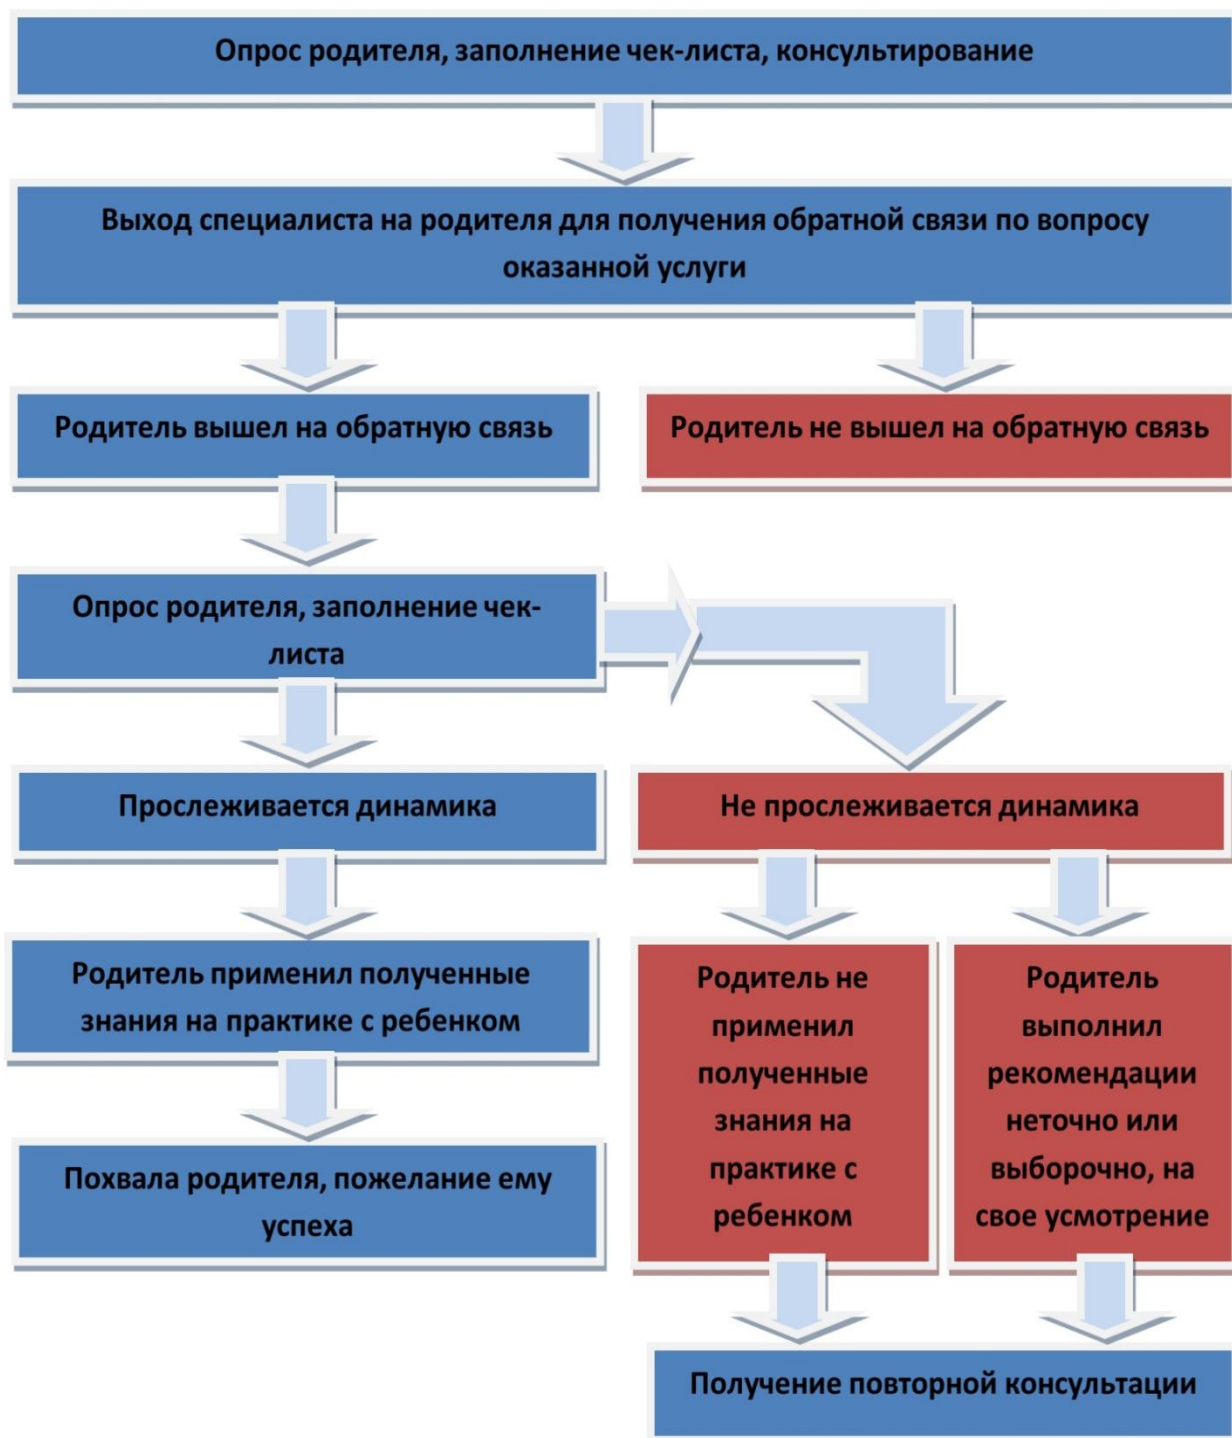 Опрос родителя, заполнение чек-листа, консультирование
Выход специалиста на родителя для получения обратной связи по вопросу
оказанной услуги
Родитель вышел на обратную связь
Родитель не вышел на обратную связь
Опрос родителя, заполнение чек-
листа
Прослеживается динамика
Не прослеживается динамика
Родитель применил полученные
знания на практике с ребенком
Родитель не
применил
полученные
знания на
практике с
ребенком
Родитель
выполнил
рекомендации
неточно или
выборочно, на
свое усмотрение
Похвала родителя, пожелание ему
успеха
Получение повторной консультации